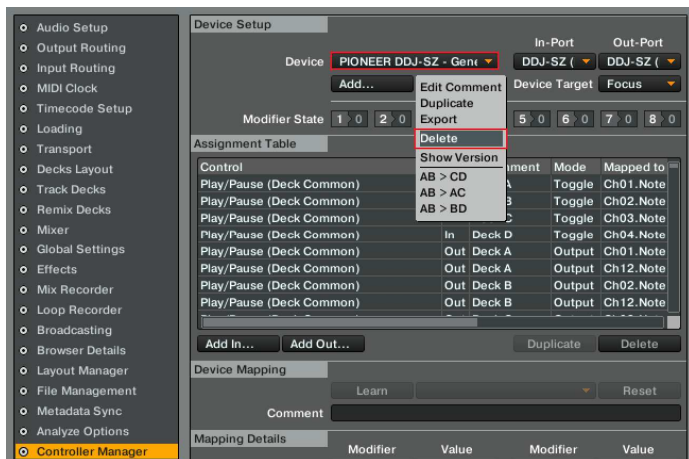 Audio Setup
Output Routing
Input Routing
MIDI Clock
Timecode Setup
Loading
Transport
Decks Layout
Track Decks
Remix Decks
Mixer
Global Settings
Effects
Mix Recorder
Loop Recorder
Broadcasting
Browser Details
Layout Manager
File Management
Metadata Sync
Analyze Options
Controller Manager
Device Setup
In-Port Out-Port
Device PIONEER DDJ-SZ - Gene DDJ-SZ ( DDJ-SZ (
Add... Device Target Focus
Edit Comment
Duplicate
Export
Delete
Show Version
AB > CD
AB > AC
AB > BD
Modifier State 1 0 2 0 5 0 6 0 7 0 8 0
Assignment Table
Control Mode Mapped to
Play/Pause (Deck Common) Toggle Ch01.Note
Play/Pause (Deck Common) Toggle Ch02.Note
Play/Pause (Deck Common) Toggle Ch03.Note
Play/Pause (Deck Common) In Deck D Toggle Ch04.Note
Play/Pause (Deck Common) Out Deck A Output Ch01.Note
Play/Pause (Deck Common) Out Deck A Output Ch12.Note
Play/Pause (Deck Common) Out Deck B Output Ch02.Note
Play/Pause (Deck Common) Out Deck B Output Ch12.Note
Add In... Add Out... Duplicate Delete
Device Mapping
Learn Reset
Comment
Mapping Details
Modifier Value Modifier Value